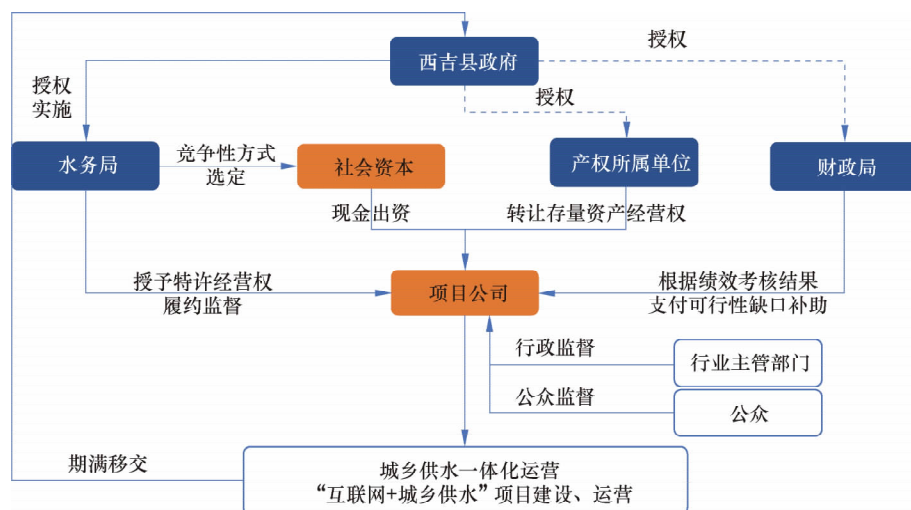 授权
西吉县政府
授权
实施
授权
水务局
竞争性方式
选定
社会资本
产权所属单位
财政局
现金出资
转让存量资产经营权
授予特许经营权
履约监督
项目公司
根据绩效考核结果
支付可行性缺口补助
行政监督
行业主管部门
公众监督
公众
期满移交
城乡供水一体化运营
“互联网+城乡供水”项目建设、运营